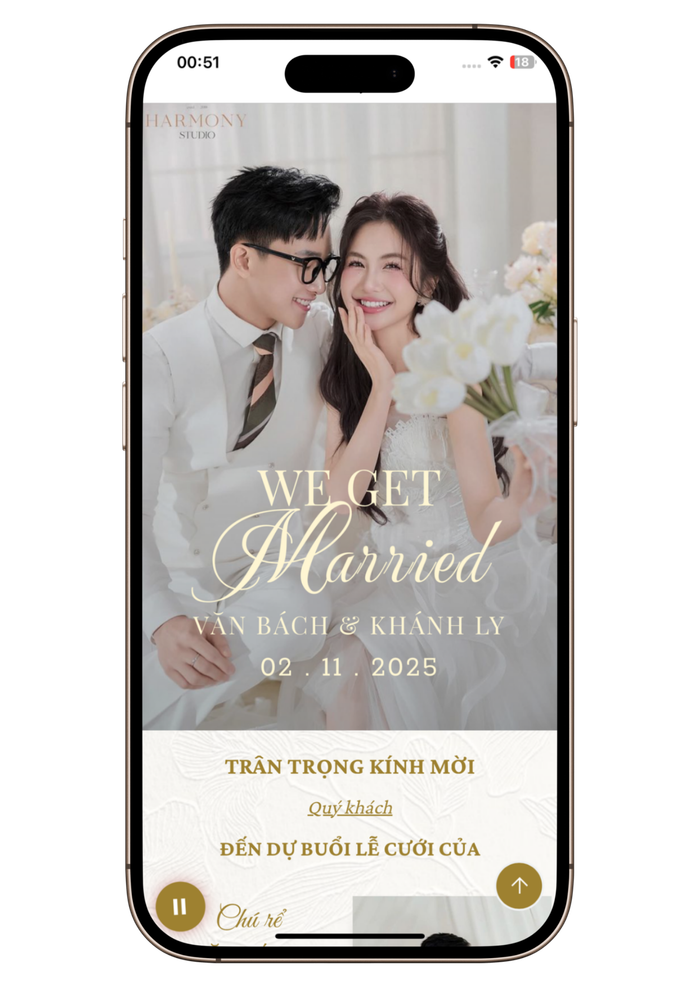 00:51
18
HARMONY
STUDIO
WE GET
Married
VĂN BÁCH & KHÁNH LY
02 . 11 . 2025
TRÂN TRỌNG KÍNH MỜI
Quý khách
ĐẾN DỰ BUỔI LỄ CƯỚI CỦA
Chú rể